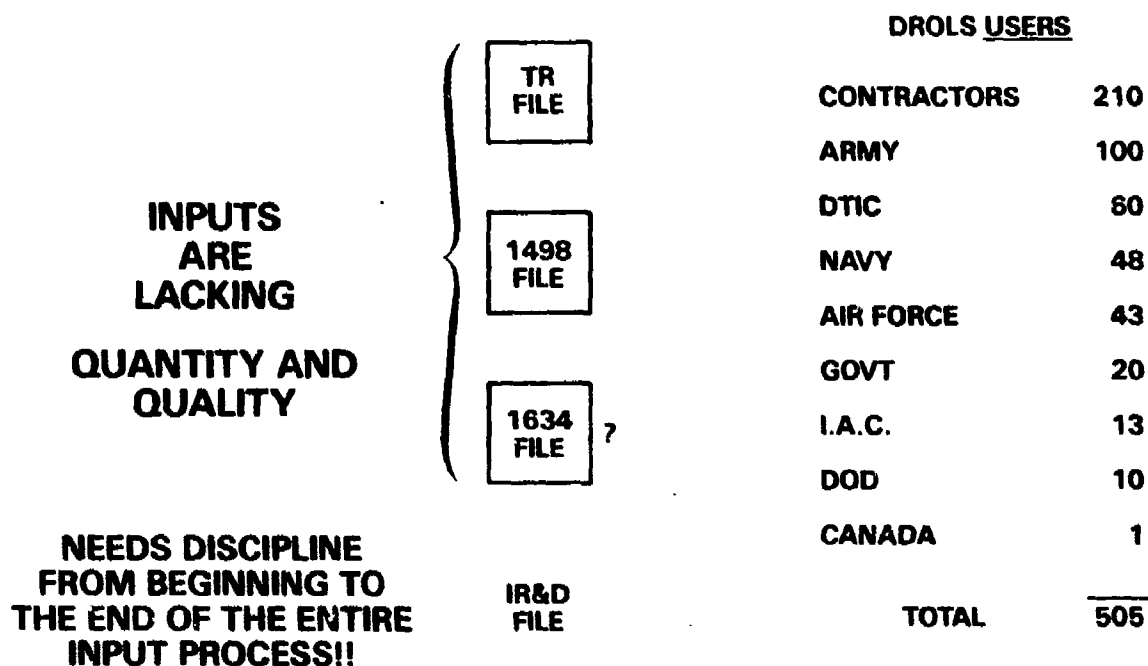 INPUTS
ARE
LACKING
QUANTITY AND
QUALITY
NEEDS DISCIPLINE
FROM BEGINNING TO
THE END OF THE ENTIRE
INPUT PROCESS!!
TR
FILE
1498
FILE
1634
FILE ?
IR&D
FILE
DROLS USERS
CONTRACTORS 210
ARMY 100
DTIC 60
NAVY 48
AIR FORCE 43
GOVT 20
I.A.C. 13
DOD 10
CANADA 1
TOTAL 505